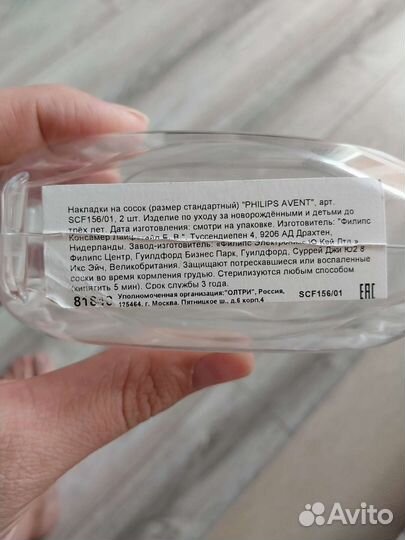 Накладки на сосок (размер стандартный) "PHILIPS AVENT", арт.
SCF156/01, 2 шт. Изделие по уходу за новорождёнными и детьми до
трёх лет. Дата изготовления: смотри на упаковке. Изготовитель: "Филипс
Консамер Лайфстайл Б. В.", Туссендиепен 4, 9206 АД Драхтен,
Нидерланды. Завод-изготовитель: «Филипс Электроникс Ю Кей Лтд.»
Филипс Центр, Гуилдфорд Бизнес Парк, Гуилдфорд, Суррей Джи Ю2 8
Икс Эйч, Великобритания. Защищают потрескавшиеся или воспаленные
соски во время кормления грудью. Стерилизуются любым способом
(кипятить 5 мин). Срок службы 3 года.
Уполномоченная организация: "ОЛТРИ", Россия,
125464, г. Москва, Пятницкое ш., д.6 корп.4
SCF156/01
EAC
Avito